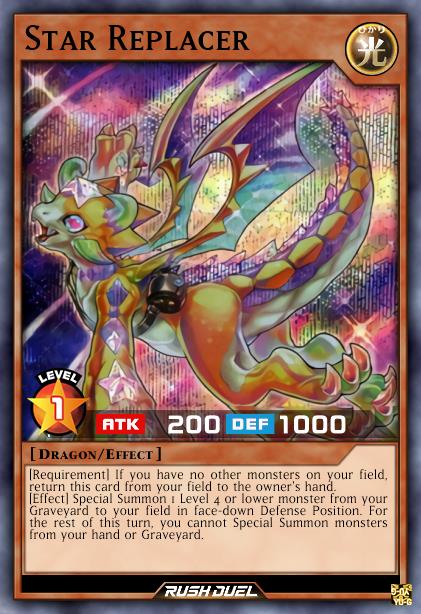 Star Replacer
ひかり
光
LEVEL
1
ATK 200 DEF 1000
[Dragon/Effect]
[Requirement] If you have no other monsters on your field,
return this card from your field to the owner's hand.
[Effect] Special Summon 1 Level 4 or lower monster from your
Graveyard to your field in face-down Defense Position. For
the rest of this turn, you cannot Special Summon monsters
from your hand or Graveyard.
RUSH DUEL